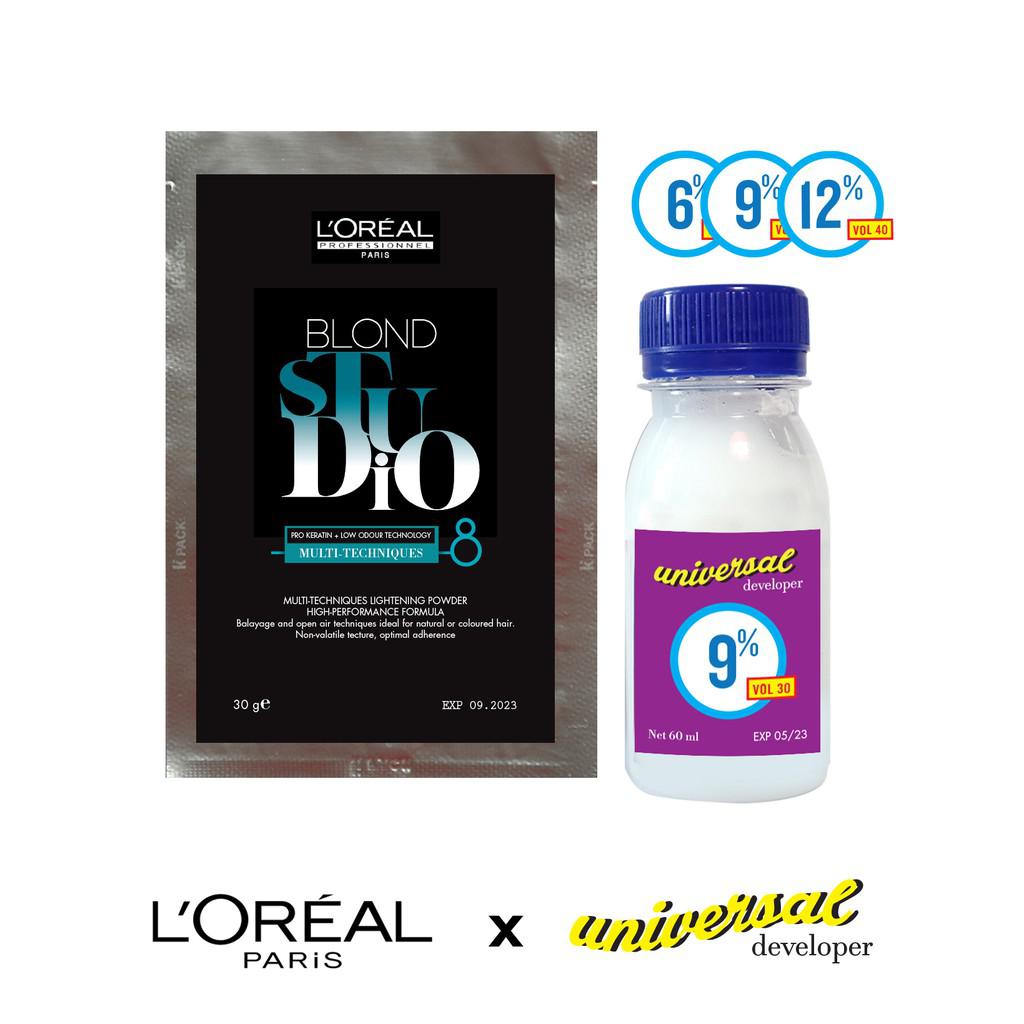 L'ORÉAL
PROFESSIONNEL
PARIS
BLOND
STUDIO
PRO KERATIN + LOW ODOUR TECHNOLOGY
MULTI-TECHNIQUES 8
MULTI-TECHNIQUES LIGHTENING POWDER
HIGH-PERFORMANCE FORMULA
Balayage and open air techniques ideal for natural or coloured hair.
Non-valatile tecture, optimal adherence
30 g℮
EXP 09.2023
K PACK
K PACK
6%
9%
12%
VOL 40
universal
developer
9%
VOL 30
Net 60 ml
EXP 05/23
L'ORÉAL
PARiS
x
universal
developer